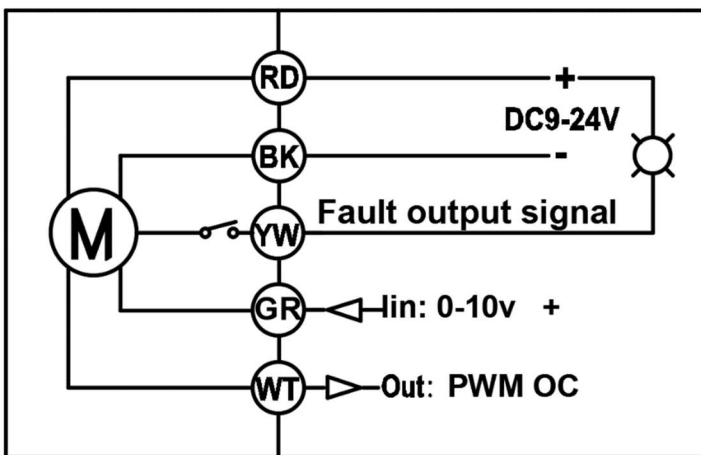 RD +
DC9-24V
BK -
M
YW Fault output signal
GR Iin: 0-10v +
WT Out: PWM OC